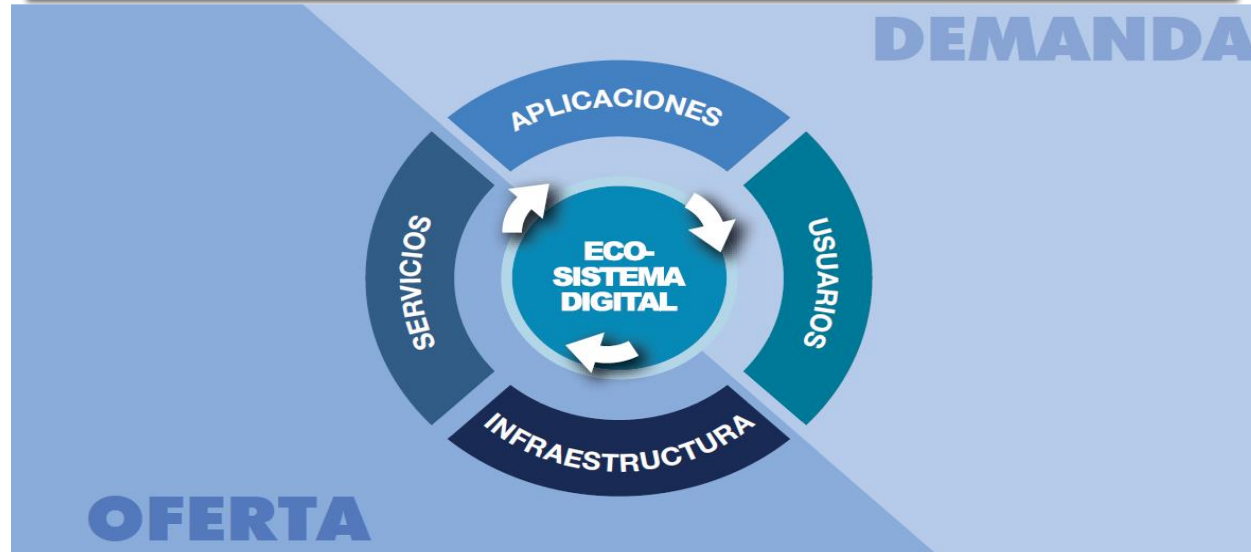 DEMANDA
APLICACIONES
SERVICIOS
ECO-
SISTEMA
DIGITAL
USUARIOS
INFRAESTRUCTURA
OFERTA